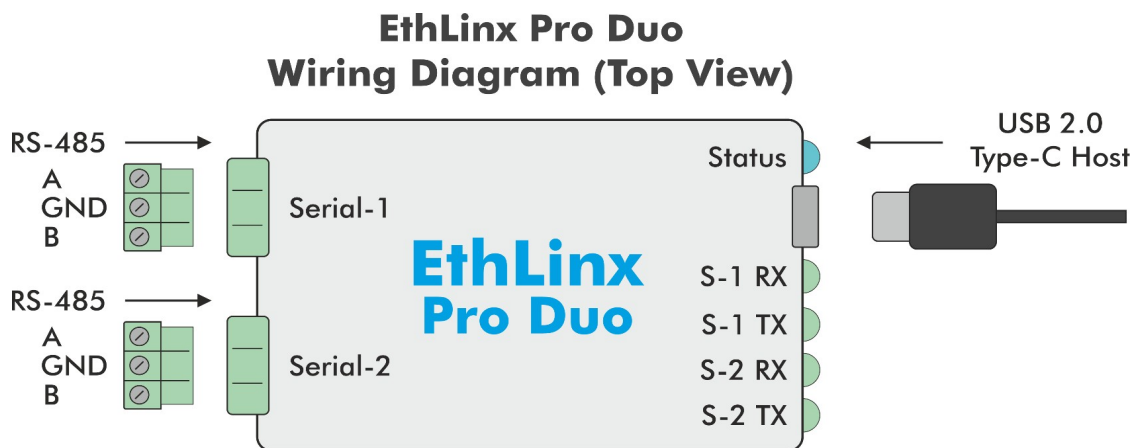 EthLinx Pro Duo
Wiring Diagram (Top View)
RS-485
A
GND
B
Serial-1
RS-485
A
GND
B
Serial-2
EthLinx
Pro Duo
Status
S-1 RX
S-1 TX
S-2 RX
S-2 TX
USB 2.0
Type-C Host